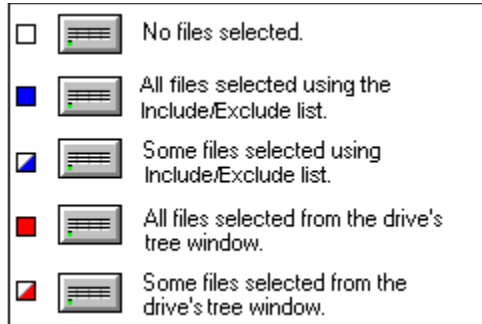 No files selected.
All files selected using the
Include/Exclude list.
Some files selected using
Include/Exclude list.
All files selected from the drive's
tree window.
Some files selected from the
drive's tree window.